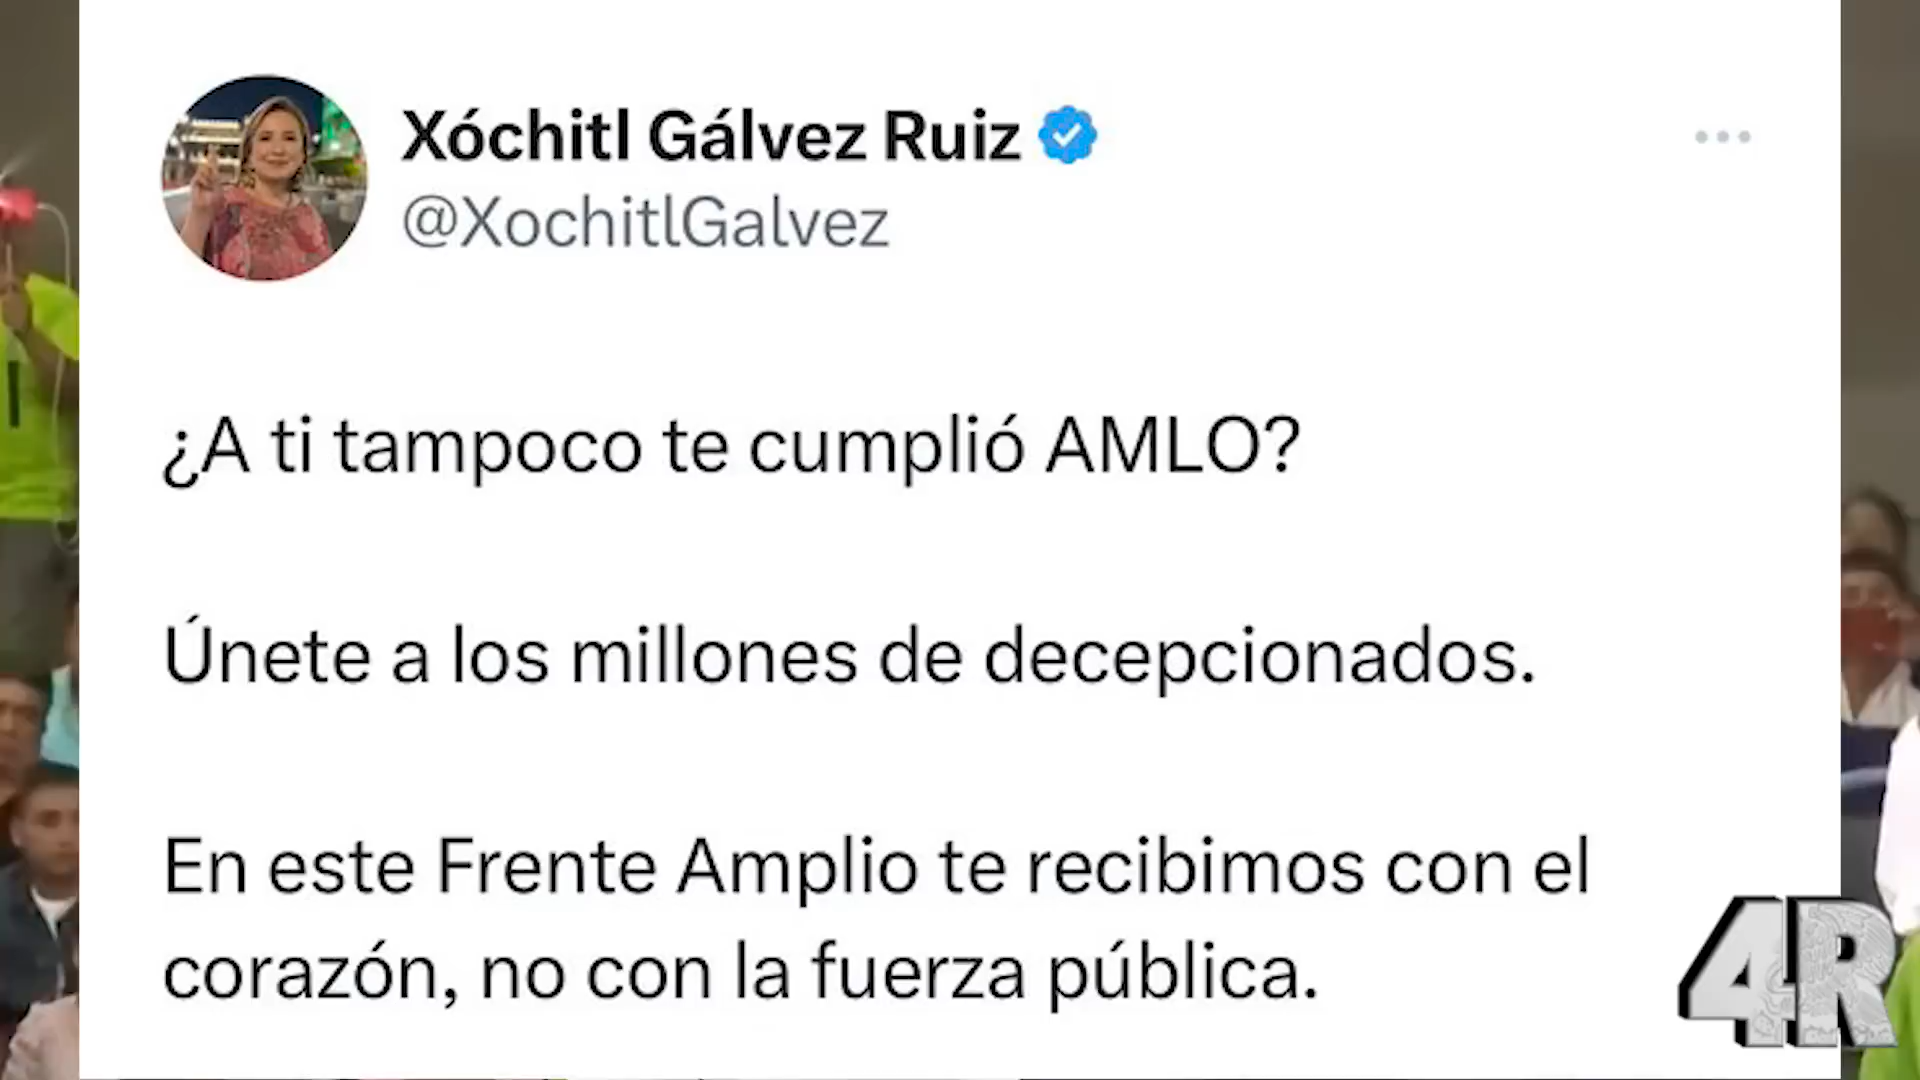 Xóchitl Gálvez Ruiz
@XochitlGalvez
¿A ti tampoco te cumplió AMLO?
Únete a los millones de decepcionados.
En este Frente Amplio te recibimos con el
corazón, no con la fuerza pública.
4R